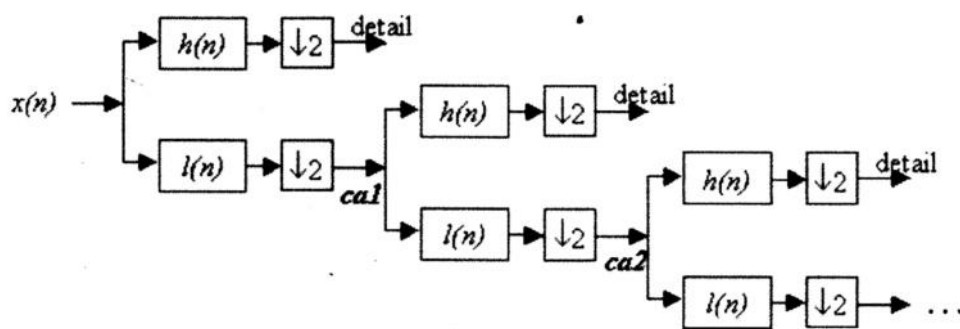 h(n) ↓2 detail
x(n)
h(n) ↓2 detail
l(n) ↓2
ca1
h(n) ↓2 detail
l(n) ↓2
ca2
l(n) ↓2 ...